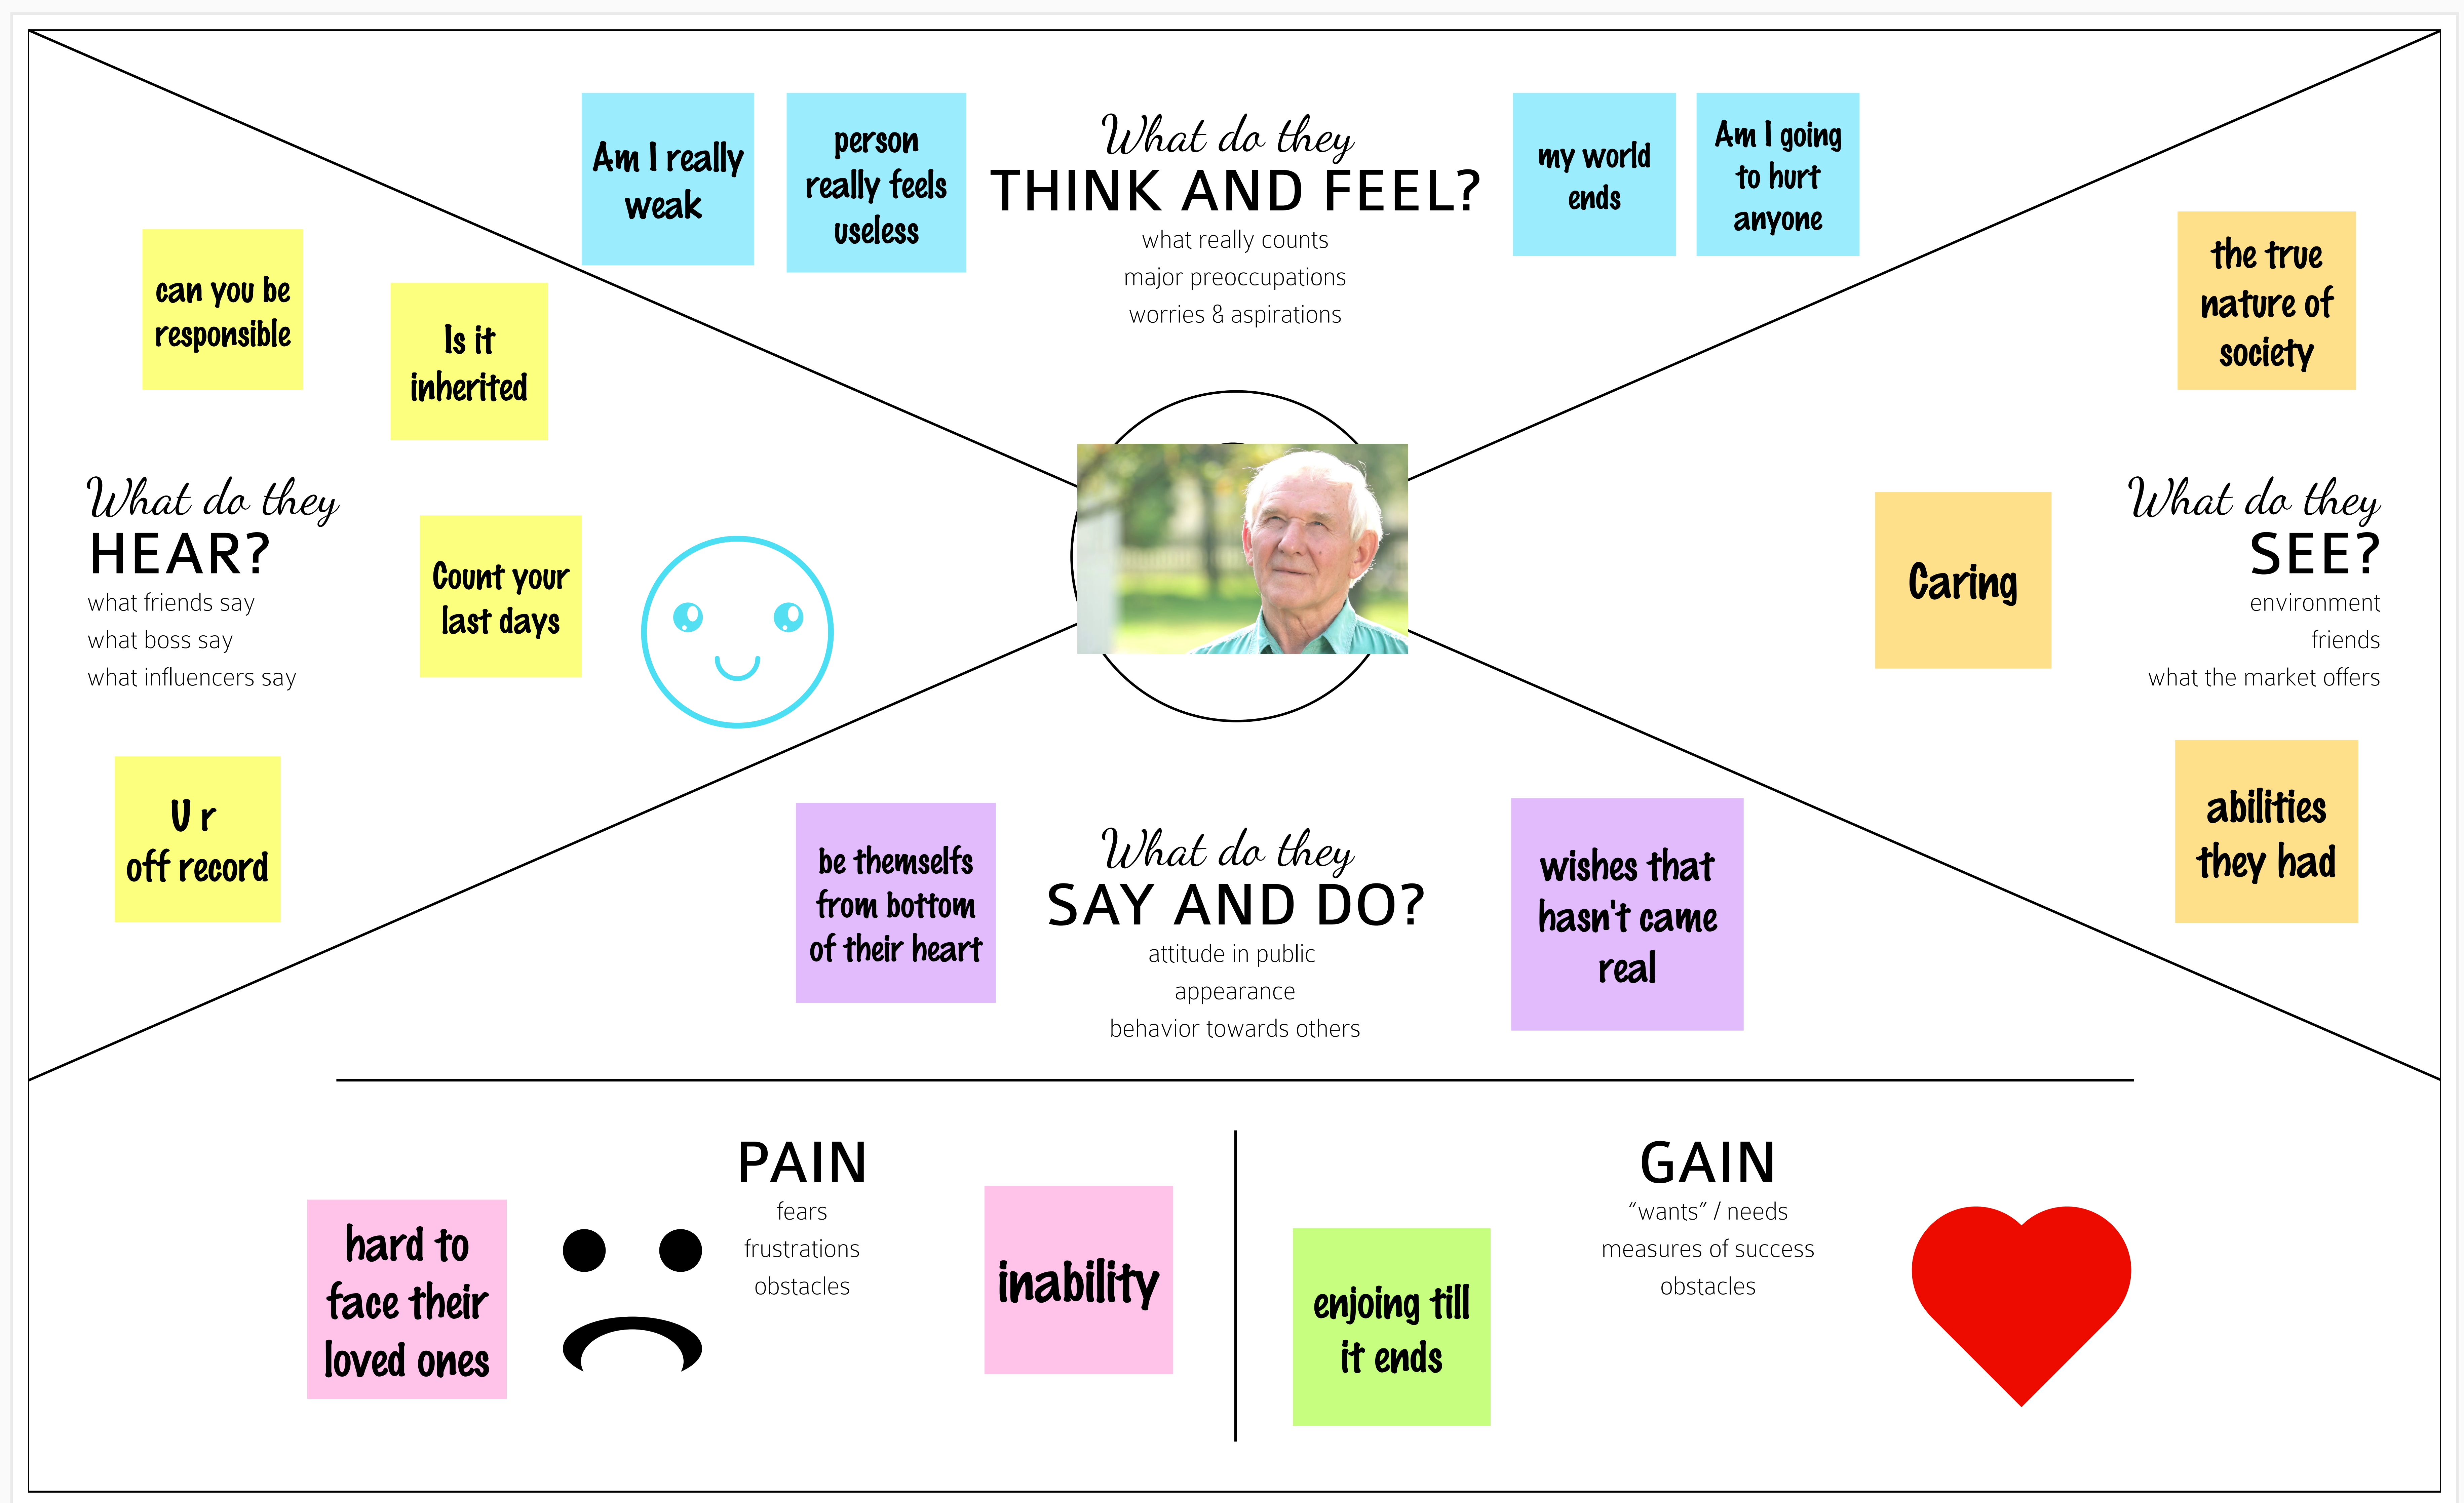 Am I really
weak
person
really feels
useless
What do they
THINK AND FEEL?
what really counts
major preoccupations
worries & aspirations
my world
ends
Am I going
to hurt
anyone
can you be
responsible
Is it
inherited
What do they
HEAR?
what friends say
what boss say
what influencers say
Count your
last days
U r
off record
the true
nature of
society
Caring
What do they
SEE?
environment
friends
what the market offers
abilities
they had
be themselfs
from bottom
of their heart
What do they
SAY AND DO?
attitude in public
appearance
behavior towards others
wishes that
hasn't came
real
hard to
face their
loved ones
PAIN
fears
frustrations
obstacles
inability
enjoing till
it ends
GAIN
“wants” / needs
measures of success
obstacles